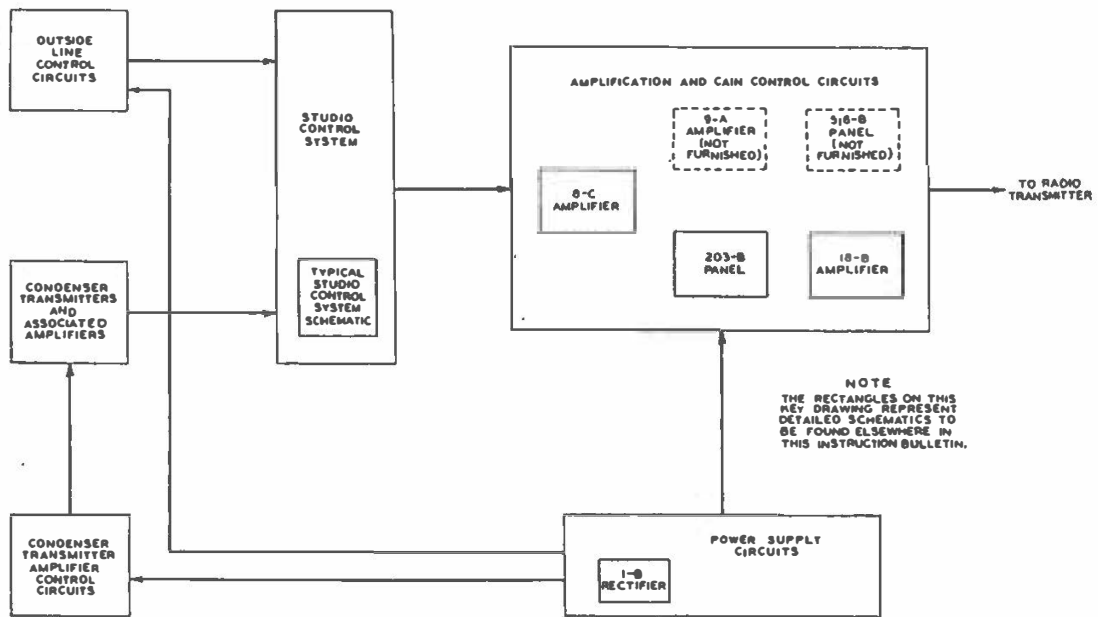 OUTSIDE
LINE CONTROL
CIRCUITS
STUDIO
CONTROL
SYSTEM
TYPICAL
STUDIO
CONTROL
SYSTEM
SCHEMATIC
AMPLIFICATION AND CAIN CONTROL CIRCUITS
9-A
AMPLIFIER
(NOT
FURNISHED)
518-B
PANEL
(NOT
FURNISHED)
8-C
AMPLIFIER
203-B
PANEL
18-B
AMPLIFIER
TO RADIO
TRANSMITTER
CONDENSER
TRANSMITTERS
AND
ASSOCIATED
AMPLIFIERS
NOTE
THE RECTANGLES ON THIS
KEY DRAWING REPRESENT
DETAILED SCHEMATICS TO
BE FOUND ELSEWHERE IN
THIS INSTRUCTION BULLETIN.
CONDENSER
TRANSMITTER
AMPLIFIER
CONTROL
CIRCUITS
POWER SUPPLY
CIRCUITS
1-B
RECTIFIER